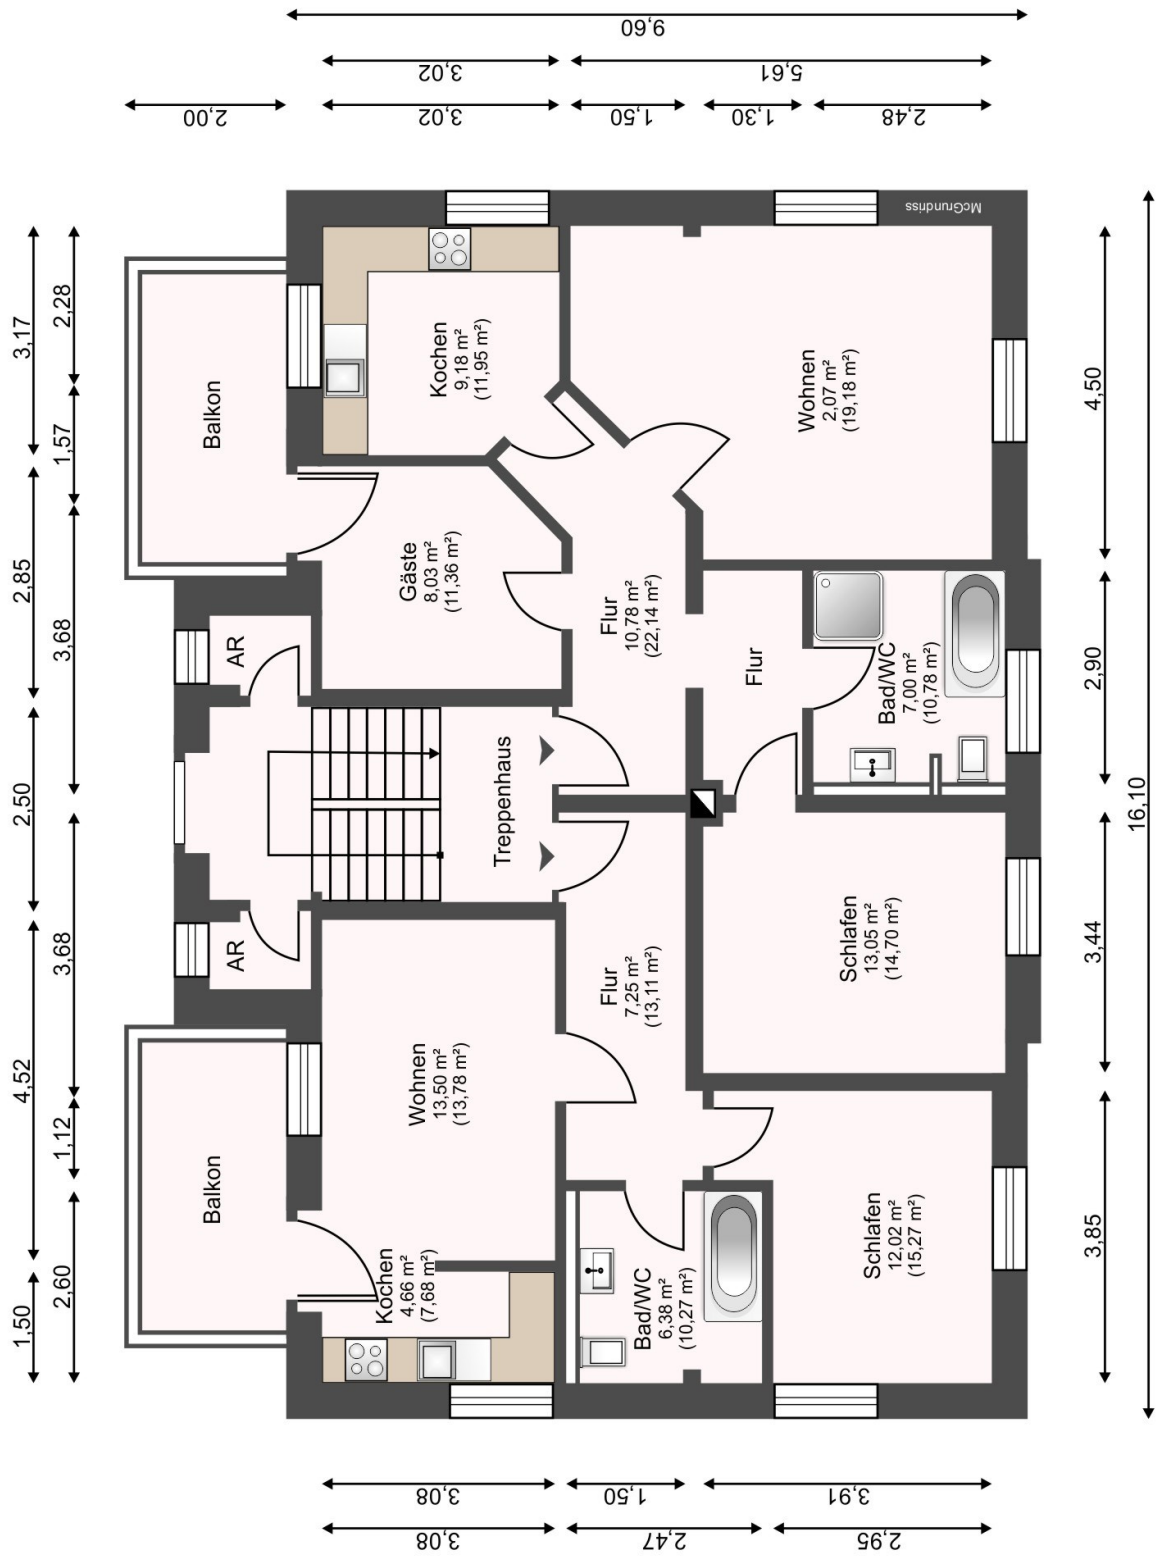 9,60
3,02
5,61
2,00
3,02
1,50
1,30
2,48
McGrundriss
3,17
2,85
2,50
4,52
1,50
2,28
1,57
3,68
3,68
1,12
2,60
Balkon
Kochen
9,18 m²
(11,95 m²)
Wohnen
2,07 m²
(19,18 m²)
Gäste
8,03 m²
(11,36 m²)
Flur
10,78 m²
(22,14 m²)
Flur
Bad/WC
7,00 m²
(10,78 m²)
AR
Treppenhaus
AR
Wohnen
13,50 m²
(13,78 m²)
Flur
7,25 m²
(13,11 m²)
Schlafen
13,05 m²
(14,70 m²)
Balkon
Kochen
4,66 m²
(7,68 m²)
Bad/WC
6,38 m²
(10,27 m²)
Schlafen
12,02 m²
(15,27 m²)
4,50
2,90
3,44
3,85
16,10
3,08
1,50
3,91
3,08
2,47
2,95